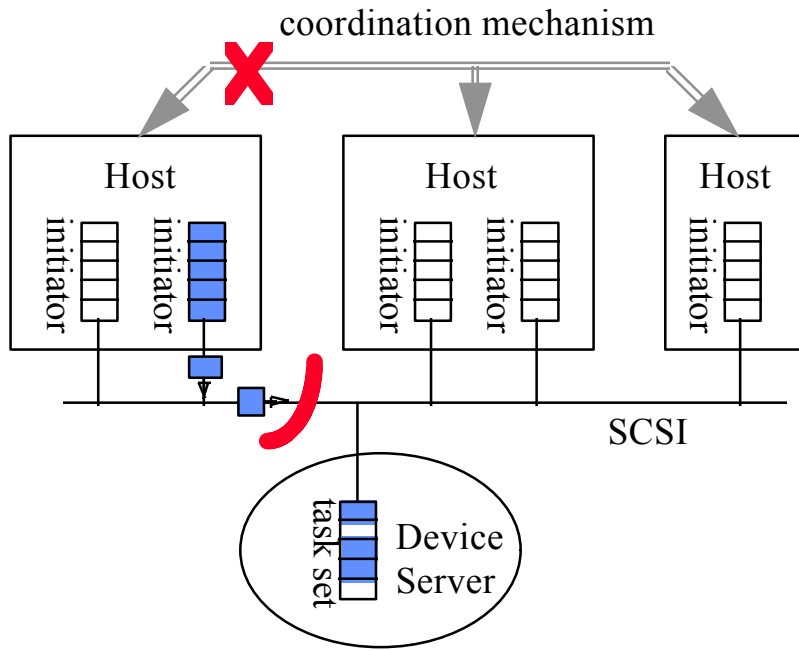 coordination mechanism
Host
initiator
initiator
Host
initiator
initiator
Host
initiator
SCSI
task set
Device
Server